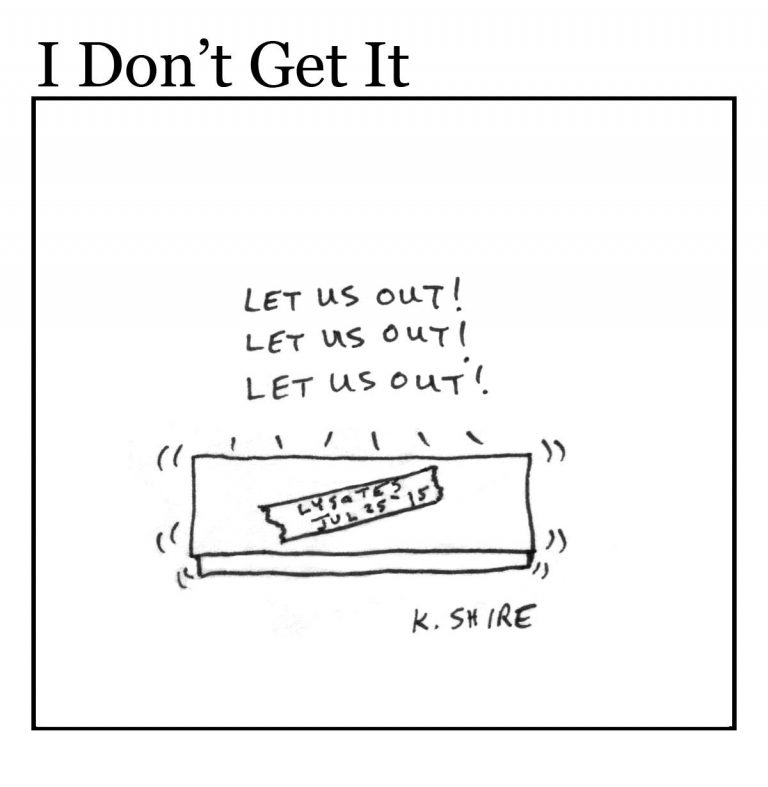 I Don't Get It
LET US OUT!
LET US OUT!
LET US OUT!
LYSATES
JUL 25-15
K. SHIRE